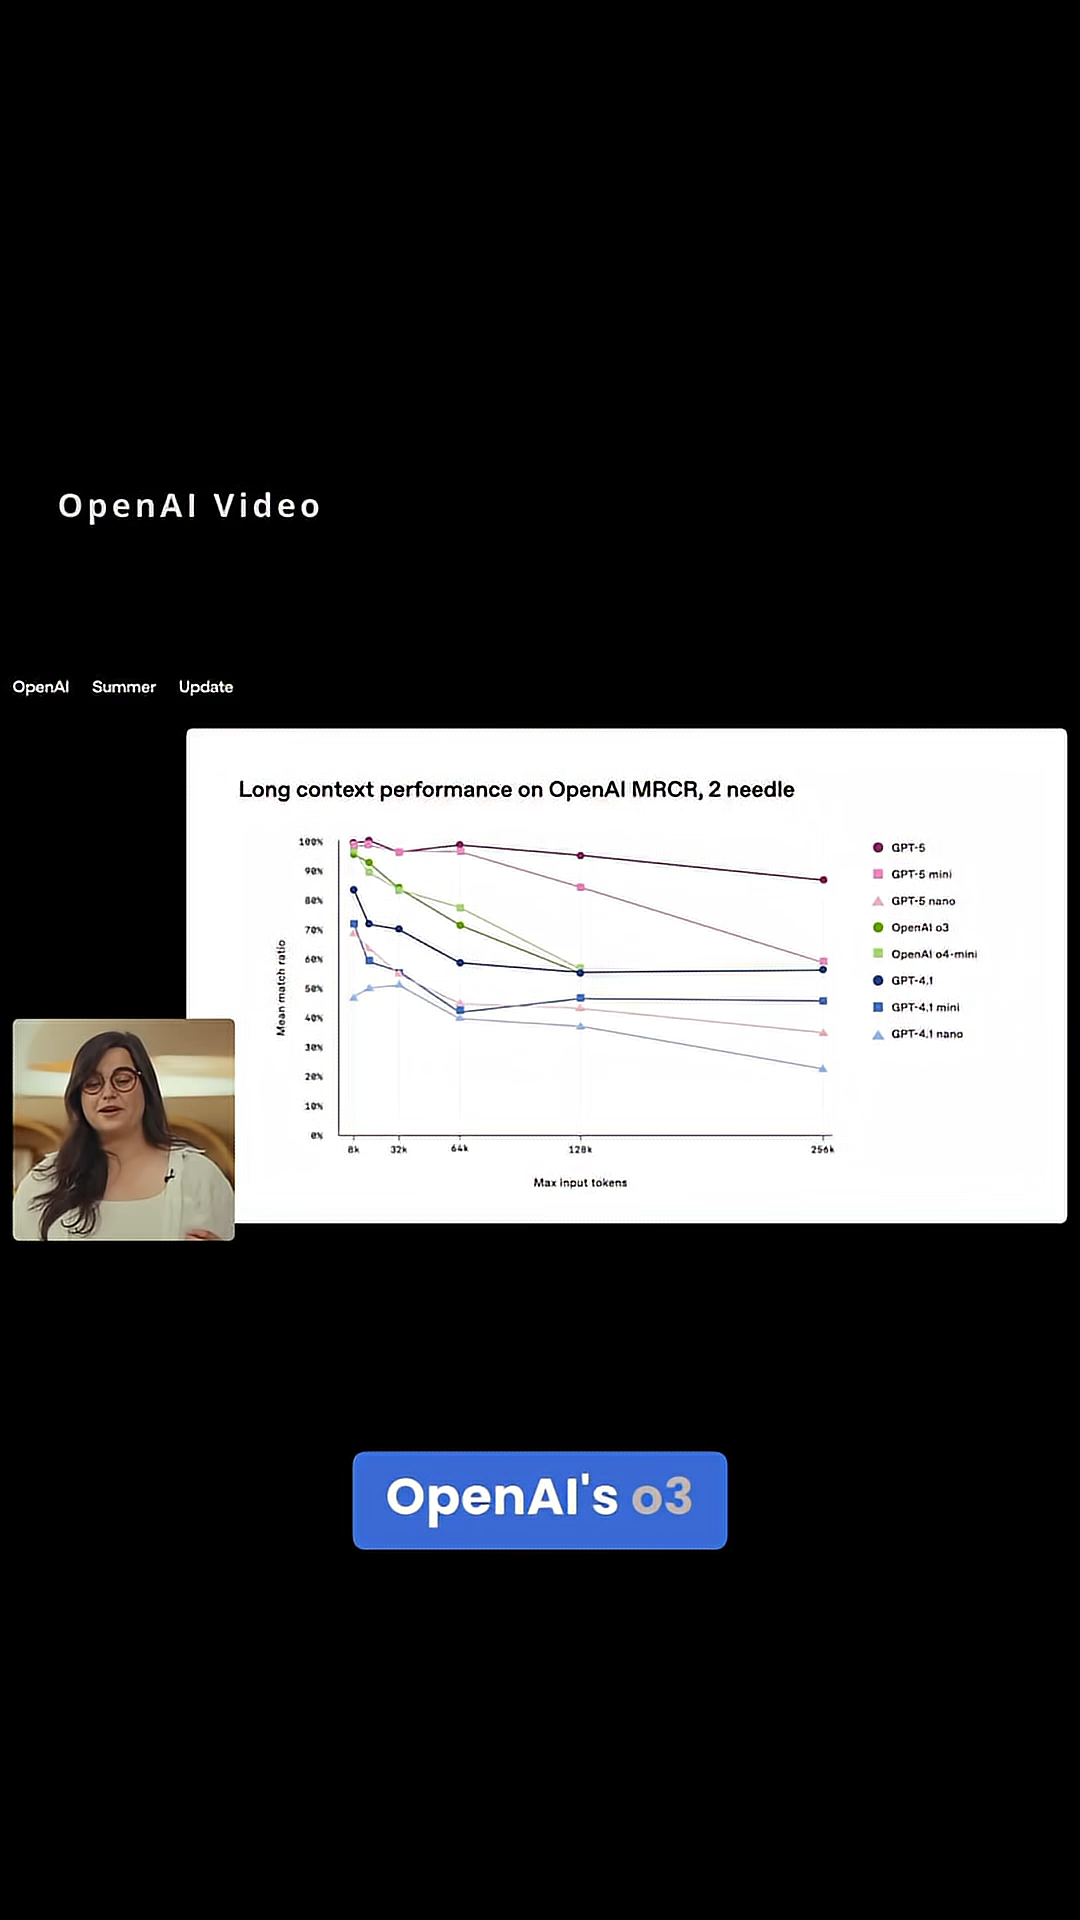 OpenAI Video
OpenAI Summer Update
Long context performance on OpenAI MRCR, 2 needle
100%
90%
80%
70%
60%
50%
40%
30%
20%
10%
0%
Mean match ratio
8k 32k 64k 128k 256k
Max input tokens
GPT-5
GPT-5 mini
GPT-5 nano
OpenAI o3
OpenAI o4-mini
GPT-4.1
GPT-4.1 mini
GPT-4.1 nano
OpenAI's o3